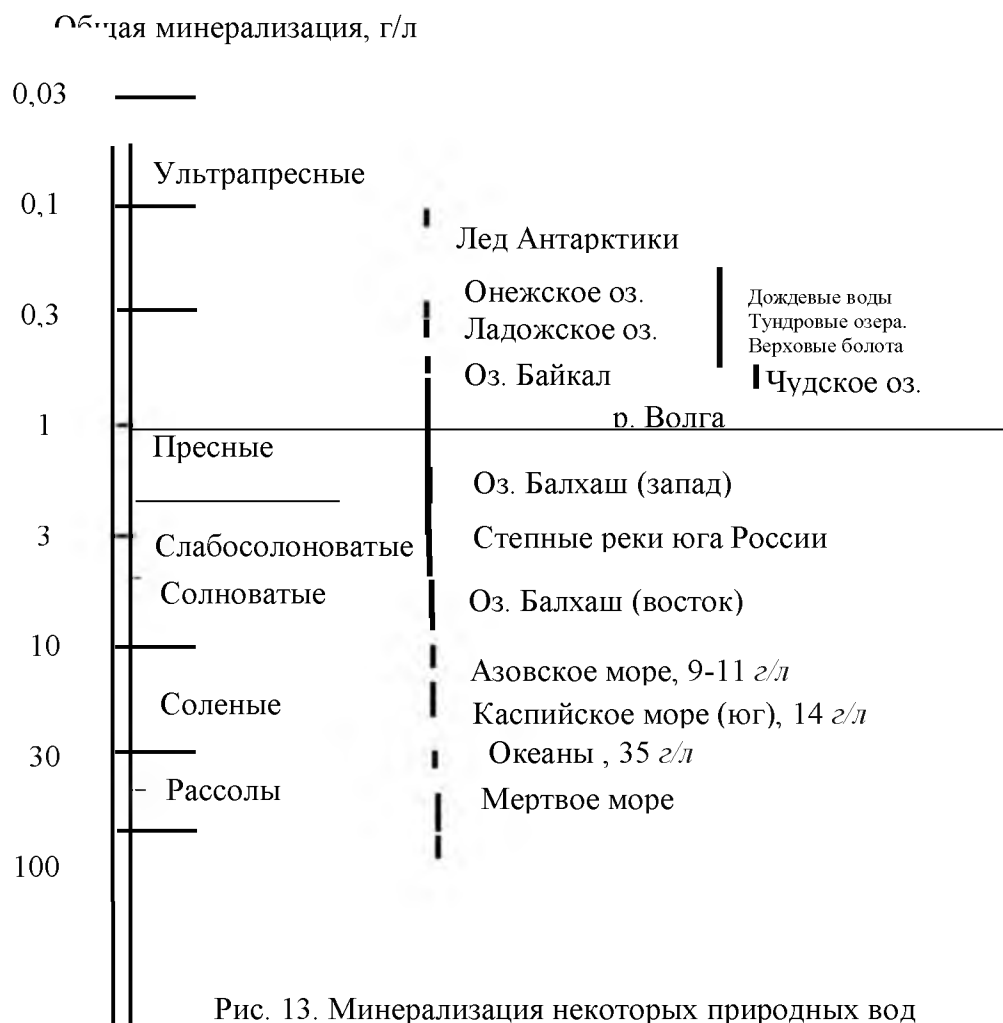 Общая минерализация, г/л
0,03
Ультрапресные
0,1
Лед Антарктики
Онежское оз.
Дождевые воды
0,3
Ладожское оз.
Тундровые озера.
Верховые болота
Оз. Байкал
Чудское оз.
р. Волга
1
Пресные
Оз. Балхаш (запад)
3
Слабосолоноватые
Степные реки юга России
Солноватые
Оз. Балхаш (восток)
10
Азовское море, 9-11 г/л
Соленые
Каспийское море (юг), 14 г/л
30
Океаны , 35 г/л
Рассолы
Мертвое море
100
Рис. 13. Минерализация некоторых природных вод